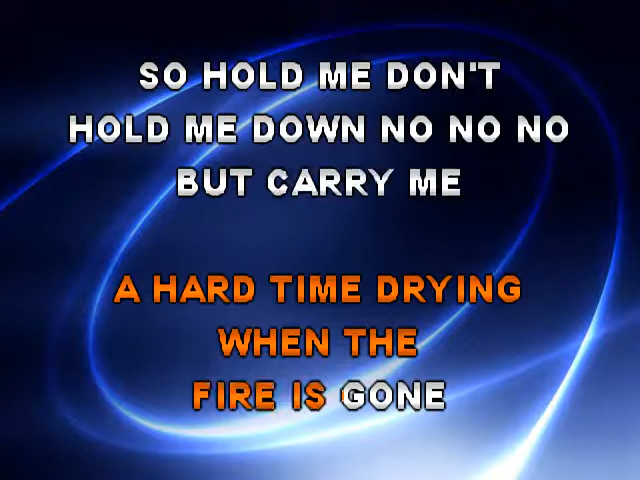 SO HOLD ME DON'T
HOLD ME DOWN NO NO NO
BUT CARRY ME
A HARD TIME DRYING
WHEN THE
FIRE IS GONE